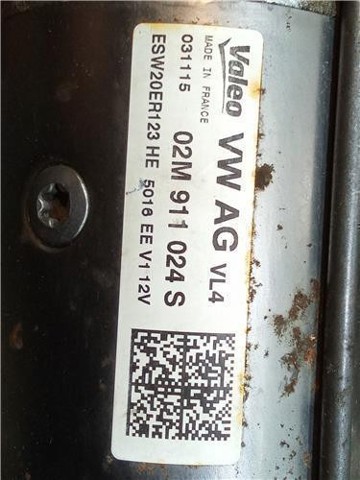 Valeo VW AG VL4
MADE IN FRANCE
031115 02M 911 024 S
ESW20ER123 HE 5016 EE V1 12V